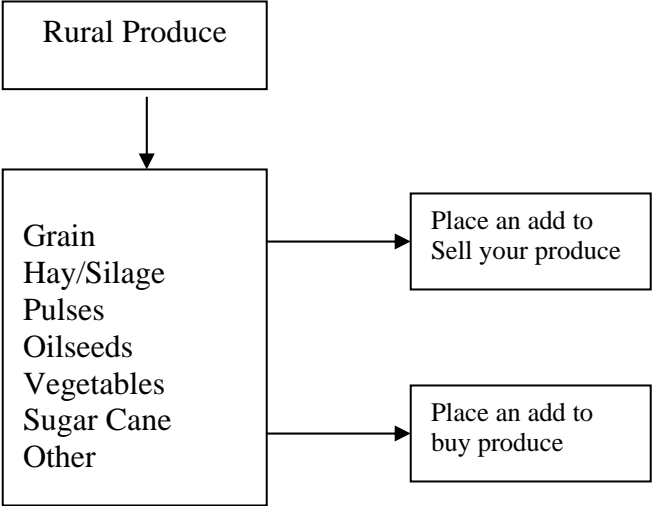 Rural Produce
Grain
Hay/Silage
Pulses
Oilseeds
Vegetables
Sugar Cane
Other
Place an add to
Sell your produce
Place an add to
buy produce